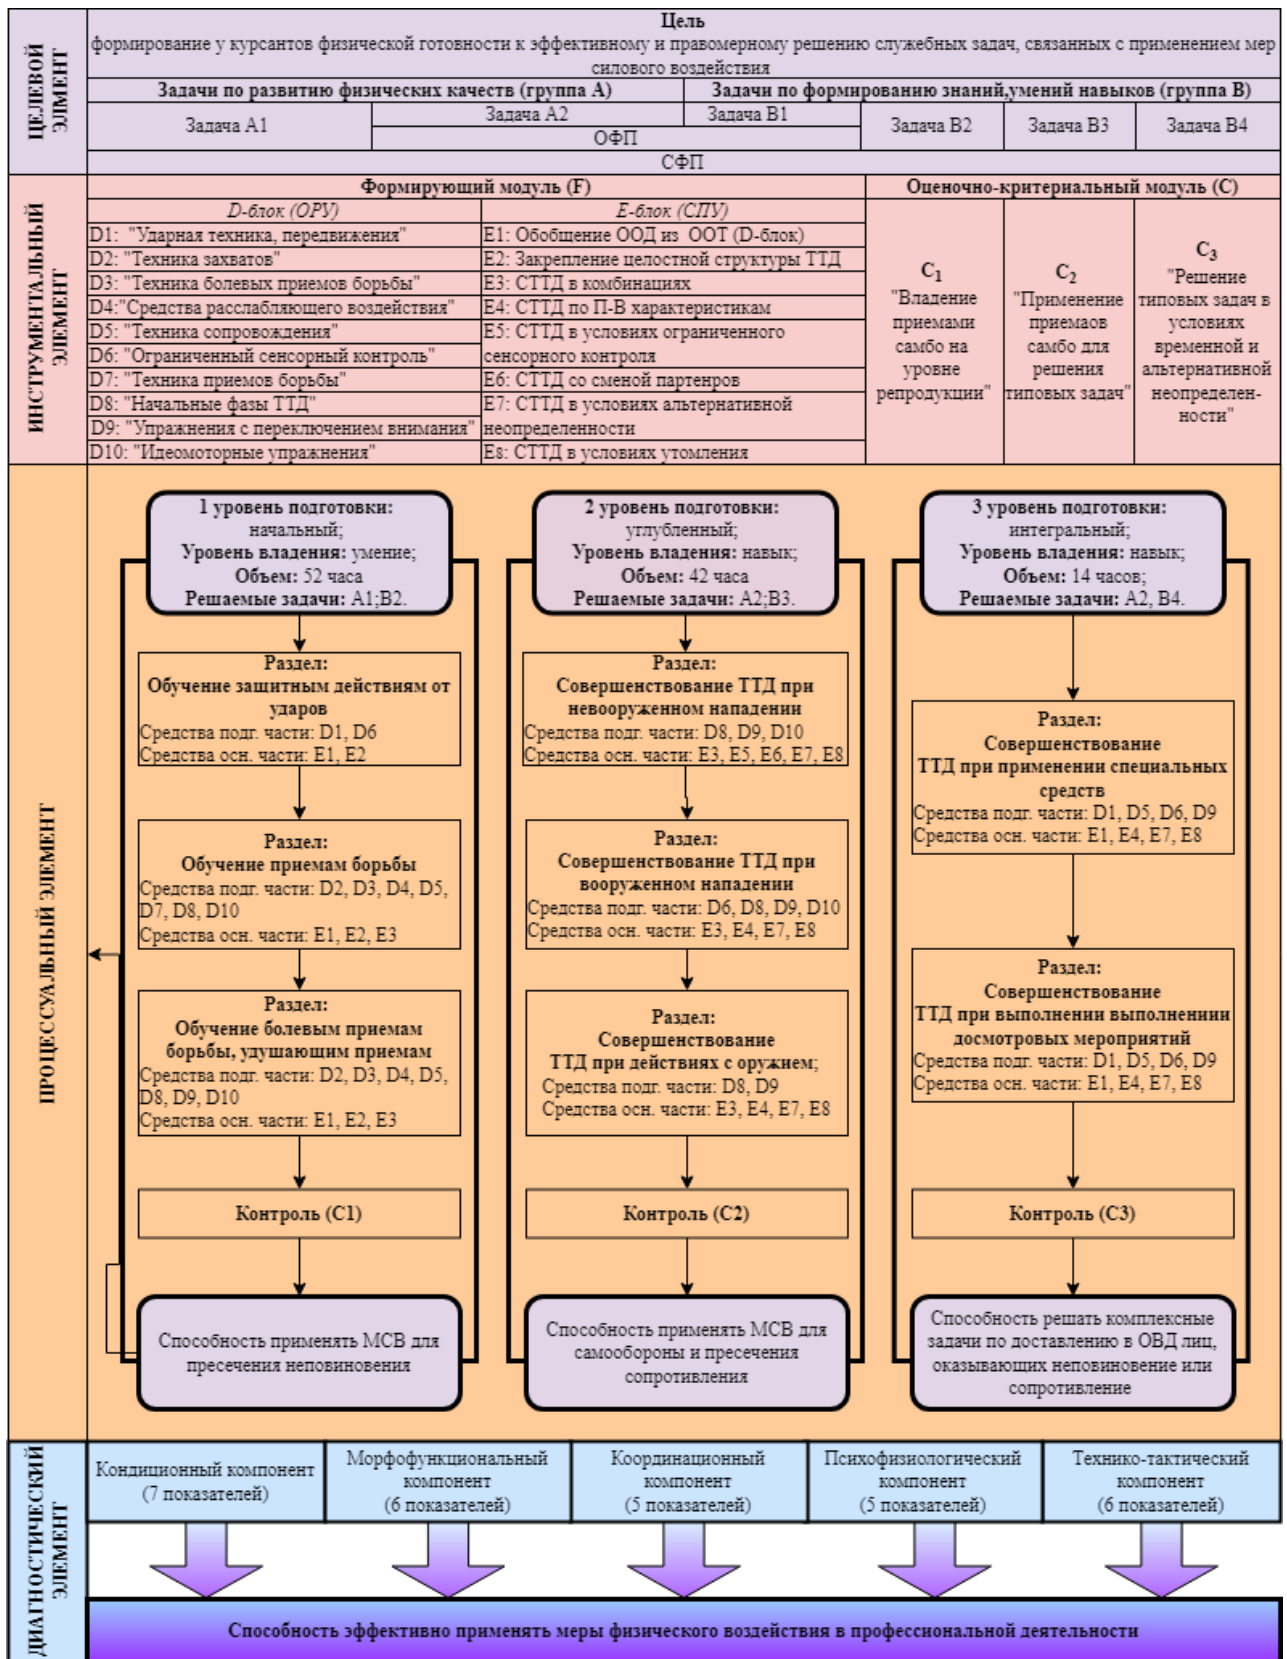 Цель
формирование у курсантов физической готовности к эффективному и правомерному решению служебных задач, связанных с применением мер
силового воздействия
ЦЕЛЕВОЙ
ЭЛМЕНТ
Задачи по развитию физических качеств (группа А)
Задачи по формированию знаний,умений навыков (группа В)
Задача А1
Задача А2
Задача В1
Задача В2
Задача В3
Задача В4
ОФП
СФП
ИНСТРУМЕНТАЛЬНЫЙ
ЭЛЕМЕНТ
Формирующий модуль (F)
Оценочно-критериальный модуль (С)
D-блок (ОРУ)
D1: "Ударная техника, передвижения"
D2: "Техника захватов"
D3: "Техника болевых приемов борьбы"
D4:"Средства расслабляющего воздействия"
D5: "Техника сопровождения"
D6: "Ограниченный сенсорный контроль"
D7: "Техника приемов борьбы"
D8: "Начальные фазы ТТД"
D9: "Упражнения с переключением внимания"
D10: "Идеомоторные упражнения"
Е-блок (СПУ)
Е1: Обобщение ООД из ООТ (D-блок)
Е2: Закрепление целостной структуры ТТД
Е3: СТТД в комбинациях
Е4: СТТД по П-В характеристикам
Е5: СТТД в условиях ограниченного
сенсорного контроля
Е6: СТТД со сменой партенров
Е7: СТТД в условиях альтернативной
неопределенности
Е8: СТТД в условиях утомления
С1
"Владение
приемами
самбо на
уровне
репродукции"
С2
"Применение
приемаов
самбо для
решения
типовых задач"
С3
"Решение
типовых задач в
условиях
временной и
альтернативной
неопределен-
ности"
ПРОЦЕССУАЛЬНЫЙ ЭЛЕМЕНТ
1 уровень подготовки:
начальный;
Уровень владения: умение;
Объем: 52 часа
Решаемые задачи: А1;В2.
Раздел:
Обучение защитным действиям от
ударов
Средства подг. части: D1, D6
Средства осн. части: Е1, Е2
Раздел:
Обучение приемам борьбы
Средства подг. части: D2, D3, D4, D5,
D7, D8, D10
Средства осн. части: Е1, Е2, Е3
Раздел:
Обучение болевым приемам
борьбы, удушающим приемам
Средства подг. части: D2, D3, D4, D5,
D8, D9, D10
Средства осн. части: Е1, Е2, Е3
Контроль (С1)
Способность применять МСВ для
пресечения неповиновения
2 уровень подготовки:
углубленный;
Уровень владения: навык;
Объем: 42 часа
Решаемые задачи: А2;В3.
Раздел:
Совершенствование ТТД при
невооруженном нападении
Средства подг. части: D8, D9, D10
Средства осн. части: Е3, Е5, Е6, Е7, Е8
Раздел:
Совершенствование ТТД при
вооруженном нападении
Средства подг. части: D6, D8, D9, D10
Средства осн. части: Е3, Е4, Е7, Е8
Раздел:
Совершенствование
ТТД при действиях с оружием;
Средства подг. части: D8, D9
Средства осн. части: Е3, Е4, Е7, Е8
Контроль (С2)
Способность применять МСВ для
самообороны и пресечения
сопротивления
3 уровень подготовки:
интегральный;
Уровень владения: навык;
Объем: 14 часов;
Решаемые задачи: А2, В4.
Раздел:
Совершенствование
ТТД при применении специальных
средств
Средства подг. части: D1, D5, D6, D9
Средства осн. части: Е1, Е4, Е7, Е8
Раздел:
Совершенствование
ТТД при выполнении выполнениии
досмотровых мероприятий
Средства подг. части: D1, D5, D6, D9
Средства осн. части: Е1, Е4, Е7, Е8
Контроль (С3)
Способность решать комплексные
задачи по доставлению в ОВД лиц,
оказывающих неповиновение или
сопротивление
ДИАГНОСТИЧЕСКИЙ
ЭЛЕМЕНТ
Кондиционный компонент
(7 показателей)
Морфофункциональный
компонент
(6 показателей)
Координационный
компонент
(5 показателей)
Психофизиологический
компонент
(5 показателей)
Технико-тактический
компонент
(6 показателей)
Способность эффективно применять меры физического воздействия в профессиональной деятельности